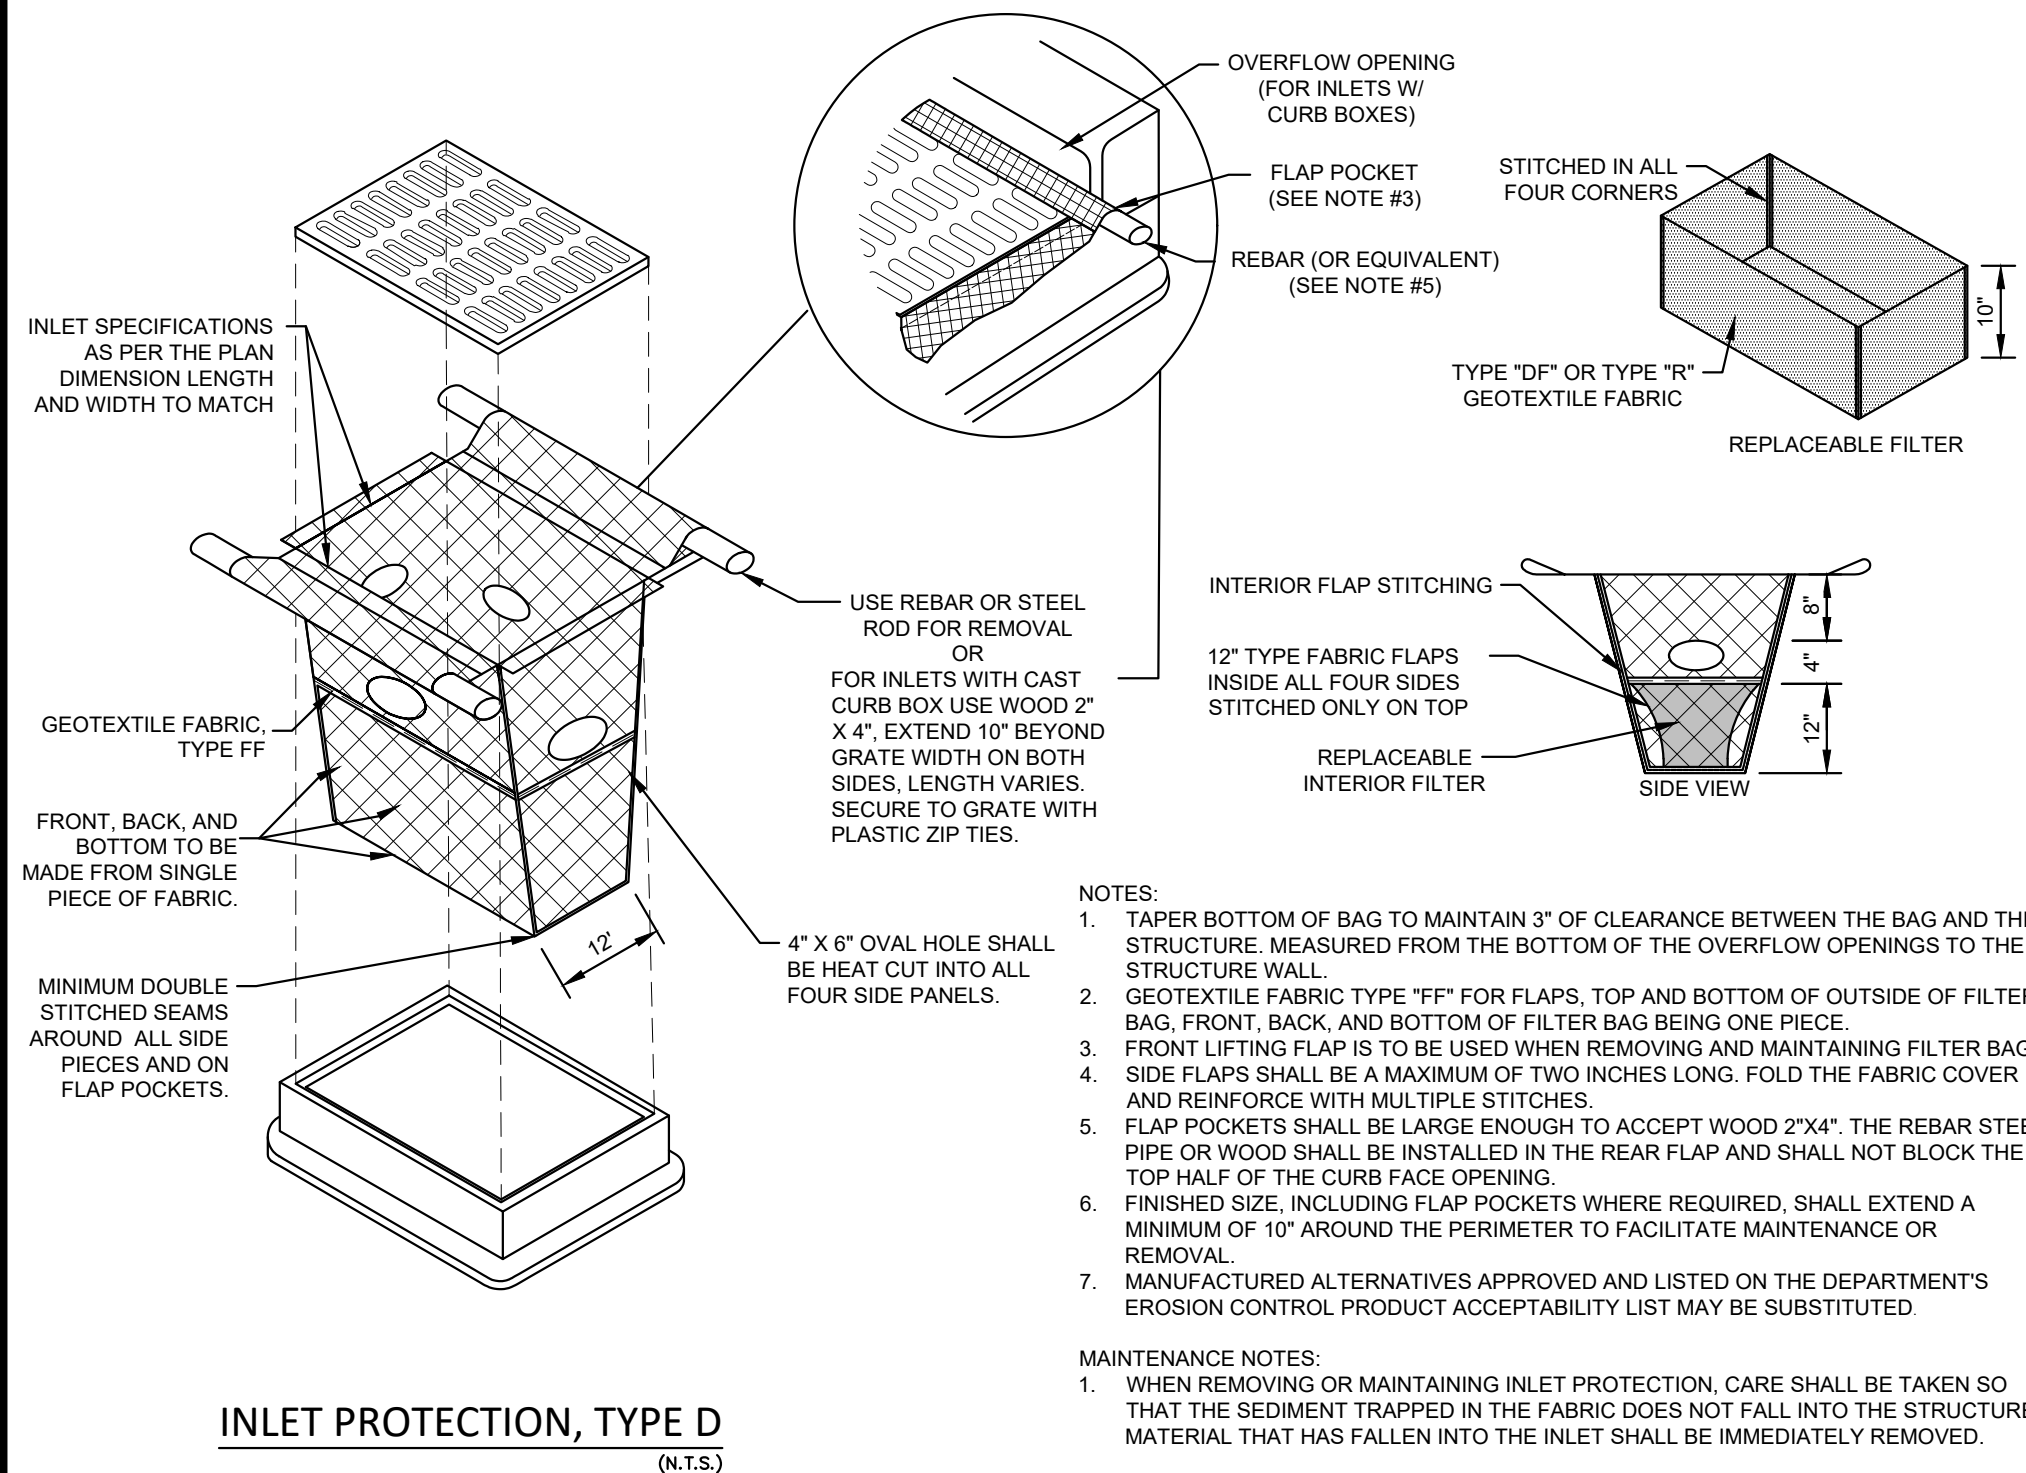 OVERFLOW OPENING
(FOR INLETS W/
CURB BOXES)
FLAP POCKET
(SEE NOTE #3)
REBAR (OR EQUIVALENT)
(SEE NOTE #5)
STITCHED IN ALL
FOUR CORNERS
10"
TYPE "DF" OR TYPE "R"
GEOTEXTILE FABRIC
REPLACEABLE FILTER
INLET SPECIFICATIONS
AS PER THE PLAN
DIMENSION LENGTH
AND WIDTH TO MATCH
GEOTEXTILE FABRIC,
TYPE FF
FRONT, BACK, AND
BOTTOM TO BE
MADE FROM SINGLE
PIECE OF FABRIC.
MINIMUM DOUBLE
STITCHED SEAMS
AROUND ALL SIDE
PIECES AND ON
FLAP POCKETS.
USE REBAR OR STEEL
ROD FOR REMOVAL
OR
FOR INLETS WITH CAST
CURB BOX USE WOOD 2"
X 4", EXTEND 10" BEYOND
GRATE WIDTH ON BOTH
SIDES, LENGTH VARIES.
SECURE TO GRATE WITH
PLASTIC ZIP TIES.
12'
4" X 6" OVAL HOLE SHALL
BE HEAT CUT INTO ALL
FOUR SIDE PANELS.
INTERIOR FLAP STITCHING
12" TYPE FABRIC FLAPS
INSIDE ALL FOUR SIDES
STITCHED ONLY ON TOP
REPLACEABLE
INTERIOR FILTER
8"
4"
12"
SIDE VIEW
NOTES:
1. TAPER BOTTOM OF BAG TO MAINTAIN 3" OF CLEARANCE BETWEEN THE BAG AND TH
STRUCTURE. MEASURED FROM THE BOTTOM OF THE OVERFLOW OPENINGS TO THE
STRUCTURE WALL.
2. GEOTEXTILE FABRIC TYPE "FF" FOR FLAPS, TOP AND BOTTOM OF OUTSIDE OF FILTER
BAG, FRONT, BACK, AND BOTTOM OF FILTER BAG BEING ONE PIECE.
3. FRONT LIFTING FLAP IS TO BE USED WHEN REMOVING AND MAINTAINING FILTER BAG
4. SIDE FLAPS SHALL BE A MAXIMUM OF TWO INCHES LONG. FOLD THE FABRIC COVER
AND REINFORCE WITH MULTIPLE STITCHES.
5. FLAP POCKETS SHALL BE LARGE ENOUGH TO ACCEPT WOOD 2"X4". THE REBAR STEE
PIPE OR WOOD SHALL BE INSTALLED IN THE REAR FLAP AND SHALL NOT BLOCK THE
TOP HALF OF THE CURB FACE OPENING.
6. FINISHED SIZE, INCLUDING FLAP POCKETS WHERE REQUIRED, SHALL EXTEND A
MINIMUM OF 10" AROUND THE PERIMETER TO FACILITATE MAINTENANCE OR
REMOVAL.
7. MANUFACTURED ALTERNATIVES APPROVED AND LISTED ON THE DEPARTMENT'S
EROSION CONTROL PRODUCT ACCEPTABILITY LIST MAY BE SUBSTITUTED.
MAINTENANCE NOTES:
1. WHEN REMOVING OR MAINTAINING INLET PROTECTION, CARE SHALL BE TAKEN SO
THAT THE SEDIMENT TRAPPED IN THE FABRIC DOES NOT FALL INTO THE STRUCTURE
MATERIAL THAT HAS FALLEN INTO THE INLET SHALL BE IMMEDIATELY REMOVED.
INLET PROTECTION, TYPE D
(N.T.S.)